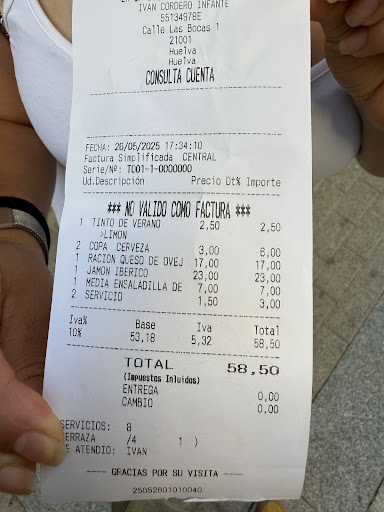 IVAN CORDERO INFANTE
55134978E
Calle Las Bocas 1
21001
Huelva
Huelva
CONSULTA CUENTA
FECHA: 26/05/2025 17:34:10
Factura Simplificada CENTRAL
Serie/Nº: T001-1-0000000
Ud.Descripción Precio Dt% Importe
### NO VALIDO COMO FACTURA ###
1 TINTO DE VERANO 2,50 2,50
>LIMON
2 COPA CERVEZA 3,00 6,00
1 RACION QUESO DE OVEJ 17,00 17,00
1 JAMON IBERICO 23,00 23,00
1 MEDIA ENSALADILLA DE 7,00 7,00
2 SERVICIO 1,50 3,00
Iva% Base Iva Total
10% 53,18 5,32 58,50
TOTAL 58,50
(Impuestos Inluidos)
ENTREGA 0,00
CAMBIO 0,00
SERVICIOS: 8
ERRAZA /4 1 )
E ATENDIO: IVAN
GRACIAS POR SU VISITA
25052801010040